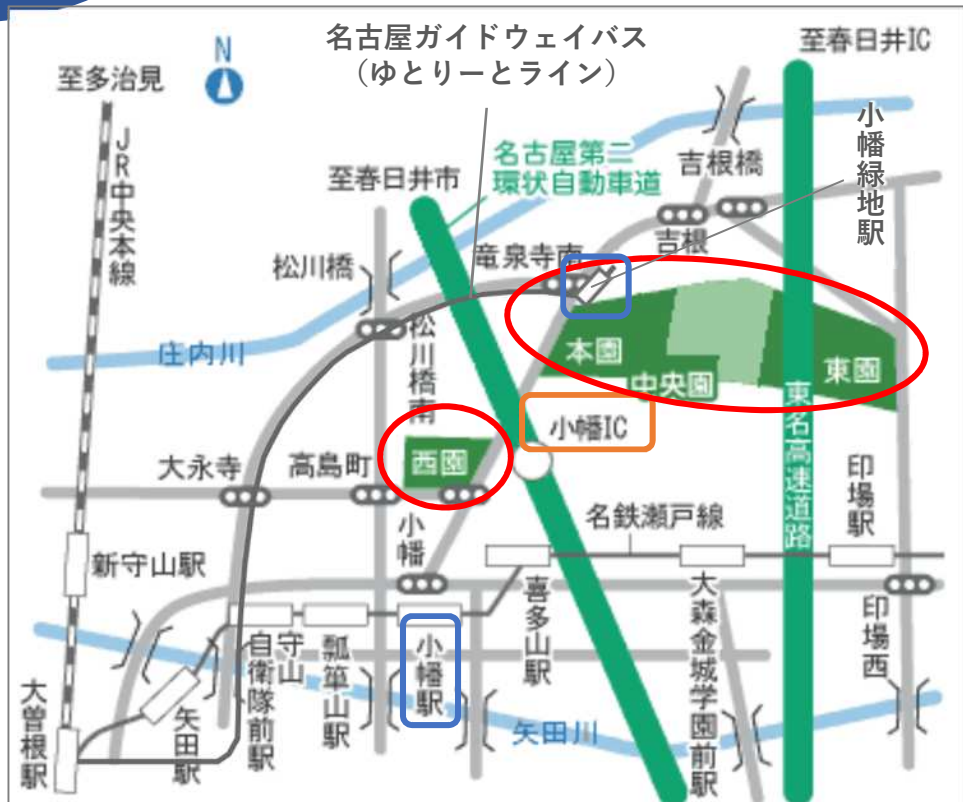 名古屋ガイドウェイバス
（ゆとりーとライン）
至春日井IC
N
至多治見
JR中央本線
小幡緑地駅
名古屋第二
環状自動車道
吉根橋
至春日井市
吉根
竜泉寺南
松川橋
松川橋南
庄内川
本園
中央園
東園
小幡IC
東名高速道路
西園
大永寺
高島町
印場駅
小幡
名鉄瀬戸線
新守山駅
喜多山駅
大森金城学園前駅
印場西
守山
自衛隊前駅
瓢箪山駅
小幡駅
矢田駅
大曽根駅
矢田川